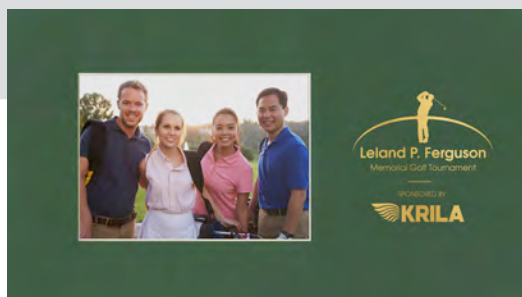 Leland P. Ferguson
Memorial Golf Tournament
SPONSORED BY
KRILA